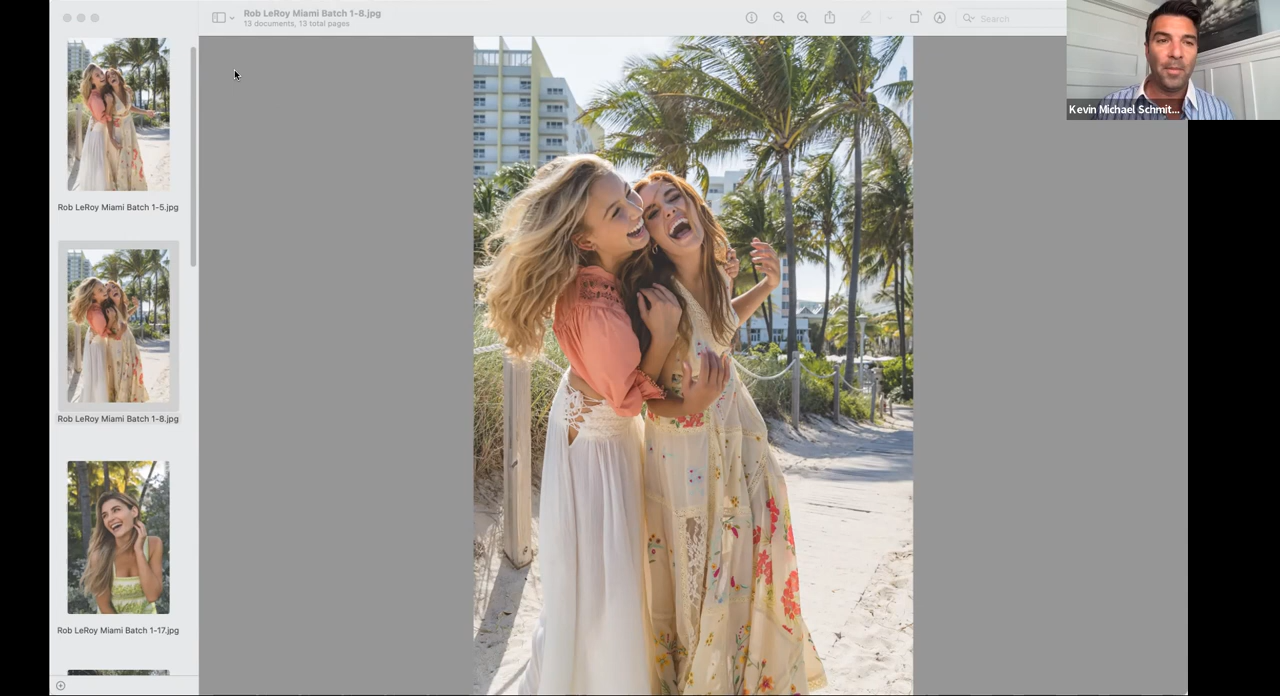 Rob LeRoy Miami Batch 1-8.jpg
13 documents, 13 total pages
Search
Kevin Michael Schmit...
Rob LeRoy Miami Batch 1-5.jpg
Rob LeRoy Miami Batch 1-8.jpg
Rob LeRoy Miami Batch 1-17.jpg